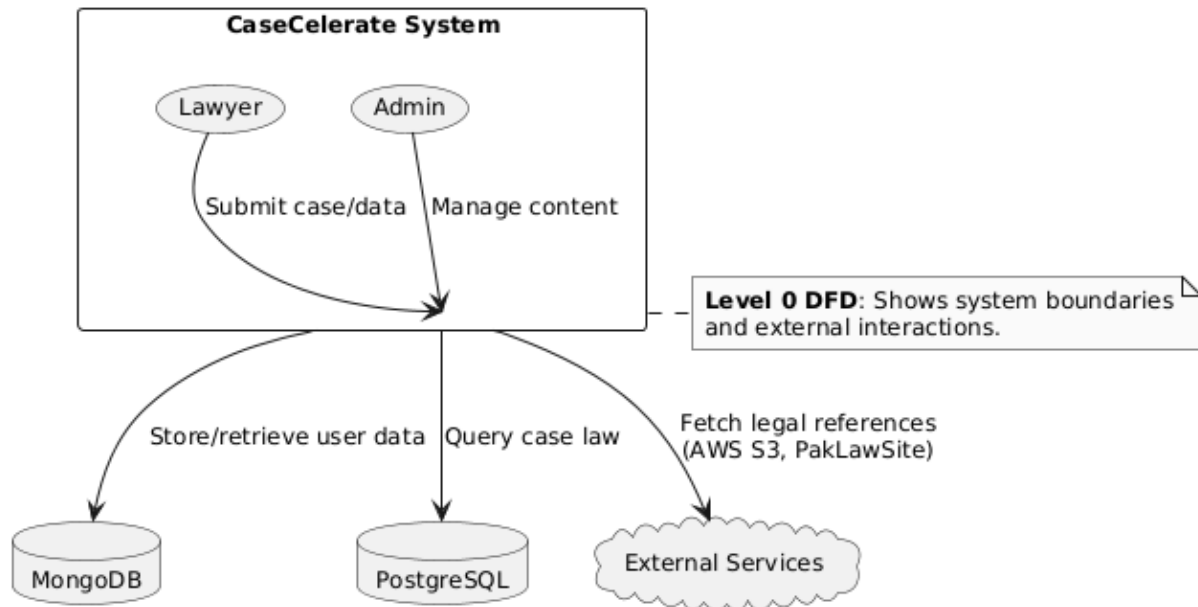 CaseCelerate System
Lawyer
Admin
Submit case/data
Manage content
Level 0 DFD: Shows system boundaries
and external interactions.
Store/retrieve user data
Query case law
Fetch legal references
(AWS S3, PakLawSite)
MongoDB
PostgreSQL
External Services